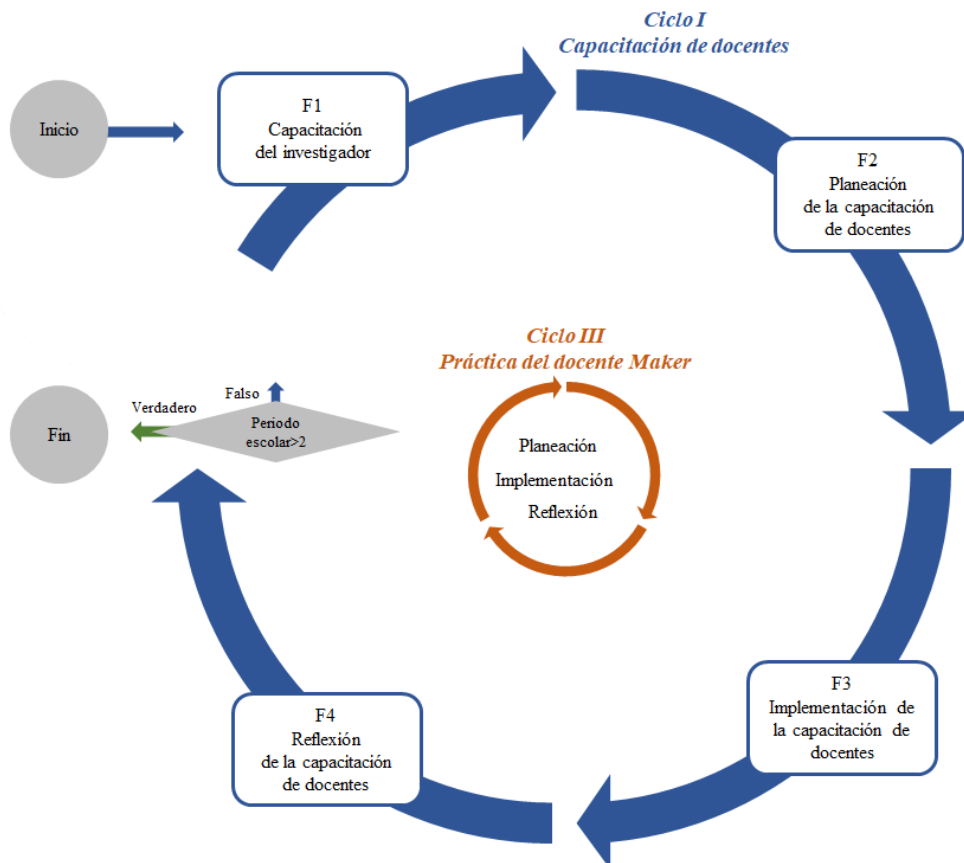 Ciclo I
Capacitación de docentes
Inicio
F1
Capacitación
del investigador
F2
Planeación
de la capacitación
de docentes
Ciclo III
Práctica del docente Maker
Planeación
Implementación
Reflexión
Falso
Verdadero
Periodo
escolar>2
Fin
F3
Implementación de
la capacitación de
docentes
F4
Reflexión
de la capacitación
de docentes